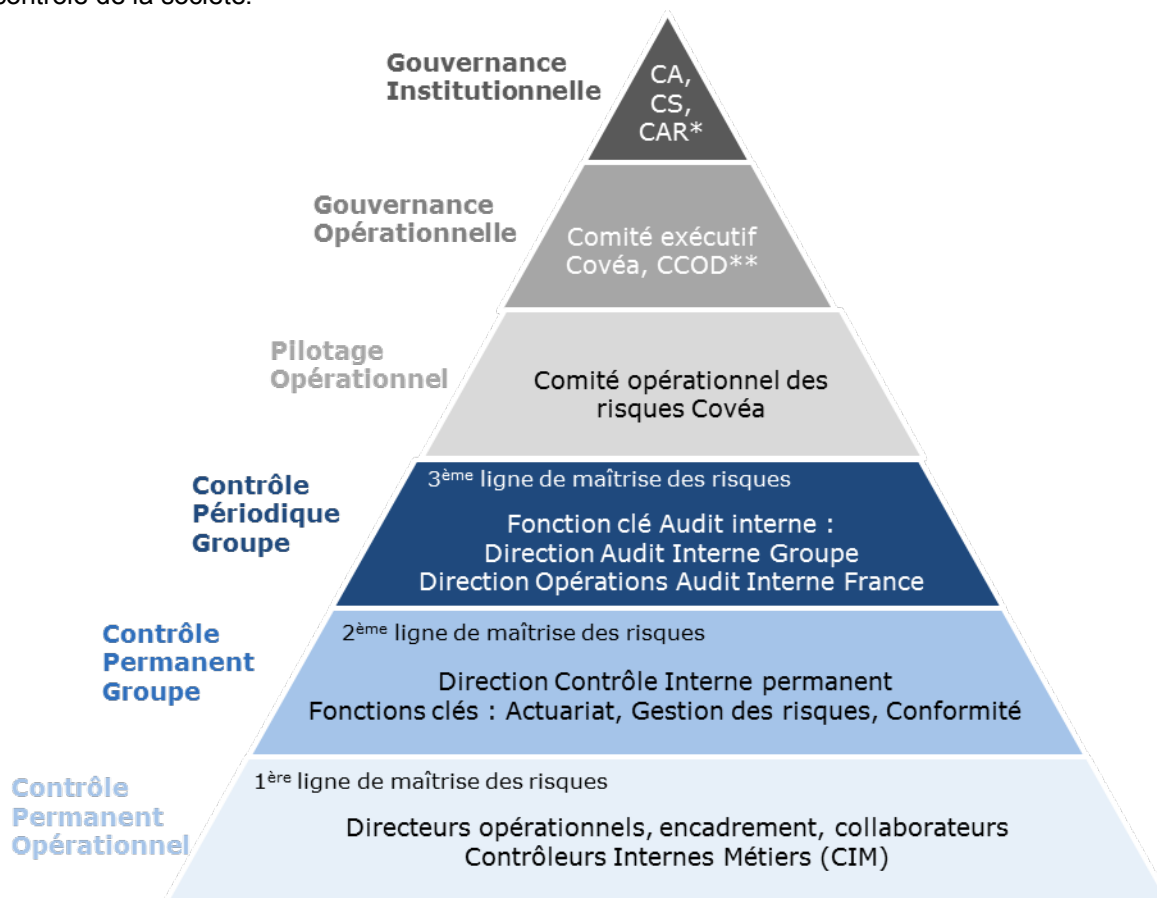 contrôle de la société.
Gouvernance
Institutionnelle
CA,
CS,
CAR*
Gouvernance
Opérationnelle
Comité exécutif
Covéa, CCOD**
Pilotage
Opérationnel
Comité opérationnel des
risques Covéa
Contrôle
Périodique
Groupe
3ème ligne de maîtrise des risques
Fonction clé Audit interne :
Direction Audit Interne Groupe
Direction Opérations Audit Interne France
Contrôle
Permanent
Groupe
2ème ligne de maîtrise des risques
Direction Contrôle Interne permanent
Fonctions clés : Actuariat, Gestion des risques, Conformité
Contrôle
Permanent
Opérationnel
1ère ligne de maîtrise des risques
Directeurs opérationnels, encadrement, collaborateurs
Contrôleurs Internes Métiers (CIM)